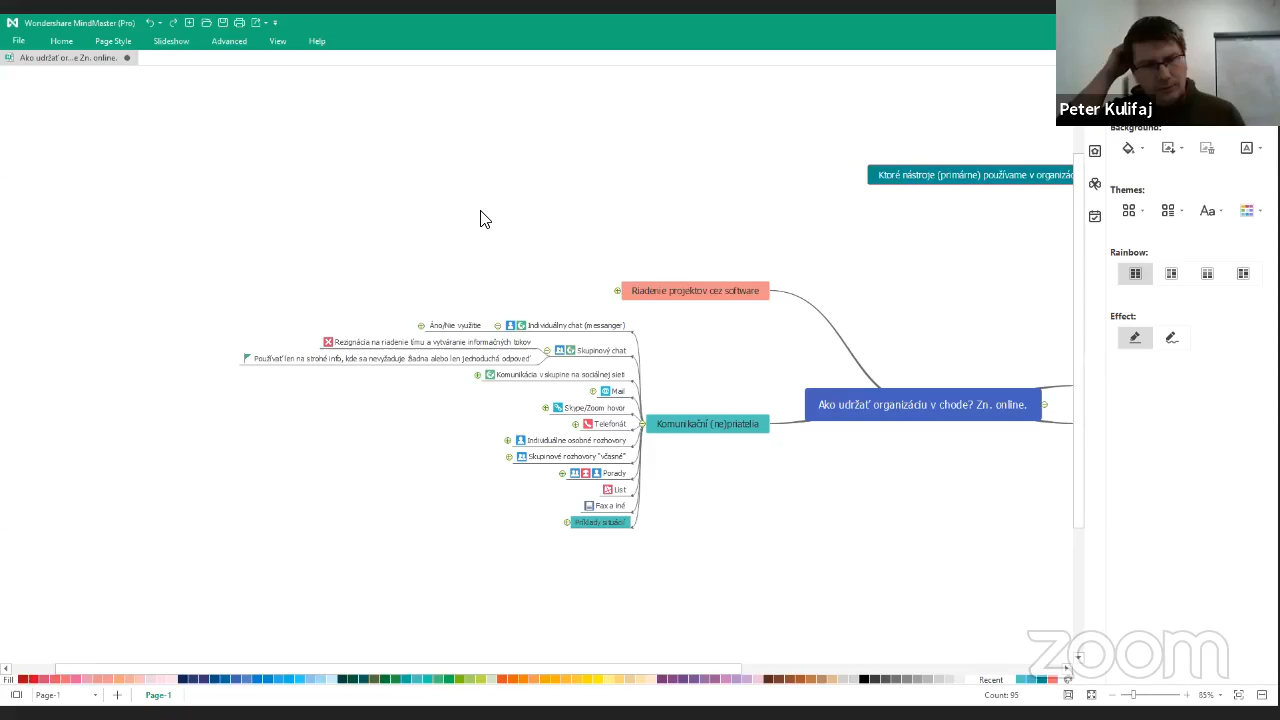 Wondershare MindMaster (Pro)
File Home Page Style Slideshow Advanced View Help
Ako udržať or...e Zn. online.
Peter Kulifaj
Background:
Ktoré nástroje (primárne) používame v organizác
Themes:
Aa
Rainbow:
Riadenie projektov cez software
Effect:
Áno/Nie využitie
Individuálny chat (messanger)
Rezignácia na riadenie tímu a vytváranie informačných tokov
Skupinový chat
Používať len na strohé info, kde sa nevyžaduje žiadna alebo len jednoduchá odpoveď
Komunikácia v skupine na sociálnej sieti
Mail
Ako udržať organizáciu v chode? Zn. online.
Skype/Zoom hovor
Telefonát
Komunikační (ne)priatelia
Individuálne osobné rozhovory
Skupinové rozhovory "včasné"
Porady
List
Fax a iné
Príklady situácií
zoom
Fill
Recent
Page-1
Page-1
Count: 95
85%